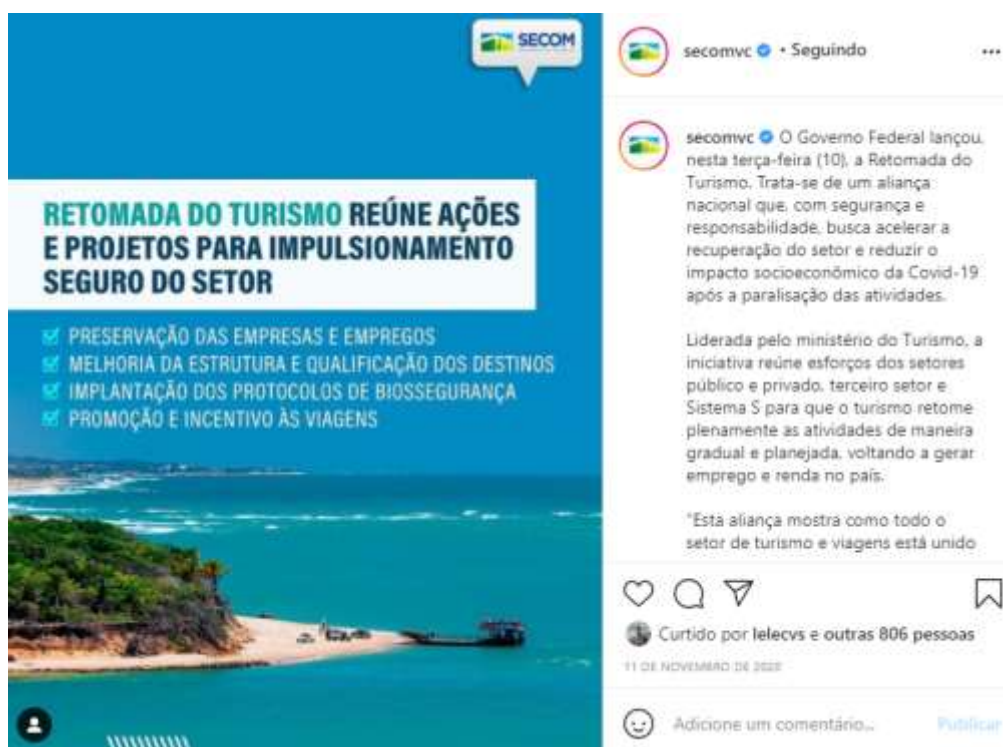 SECOM
RETOMADA DO TURISMO REÚNE AÇÕES
E PROJETOS PARA IMPULSIONAMENTO
SEGURO DO SETOR
PRESERVAÇÃO DAS EMPRESAS E EMPREGOS
MELHORIA DA ESTRUTURA E QUALIFICAÇÃO DOS DESTINOS
IMPLANTAÇÃO DOS PROTOCOLOS DE BIOSSEGURANÇA
PROMOÇÃO E INCENTIVO ÀS VIAGENS
secomvc • Seguindo
secomvc O Governo Federal lançou,
nesta terça-feira (10), a Retomada do
Turismo. Trata-se de um aliança
nacional que, com segurança e
responsabilidade, busca acelerar a
recuperação do setor e reduzir o
impacto socioeconômico da Covid-19
após a paralisação das atividades.
Liderada pelo ministério do Turismo, a
iniciativa reúne esforços dos setores
público e privado, terceiro setor e
Sistema S para que o turismo retome
plenamente as atividades de maneira
gradual e planejada, voltando a gerar
emprego e renda no país.
"Esta aliança mostra como todo o
setor de turismo e viagens está unido
Curtido por lelecvs e outras 806 pessoas
11 DE NOVEMBRO DE 2020
Adicione um comentário...
Publicar